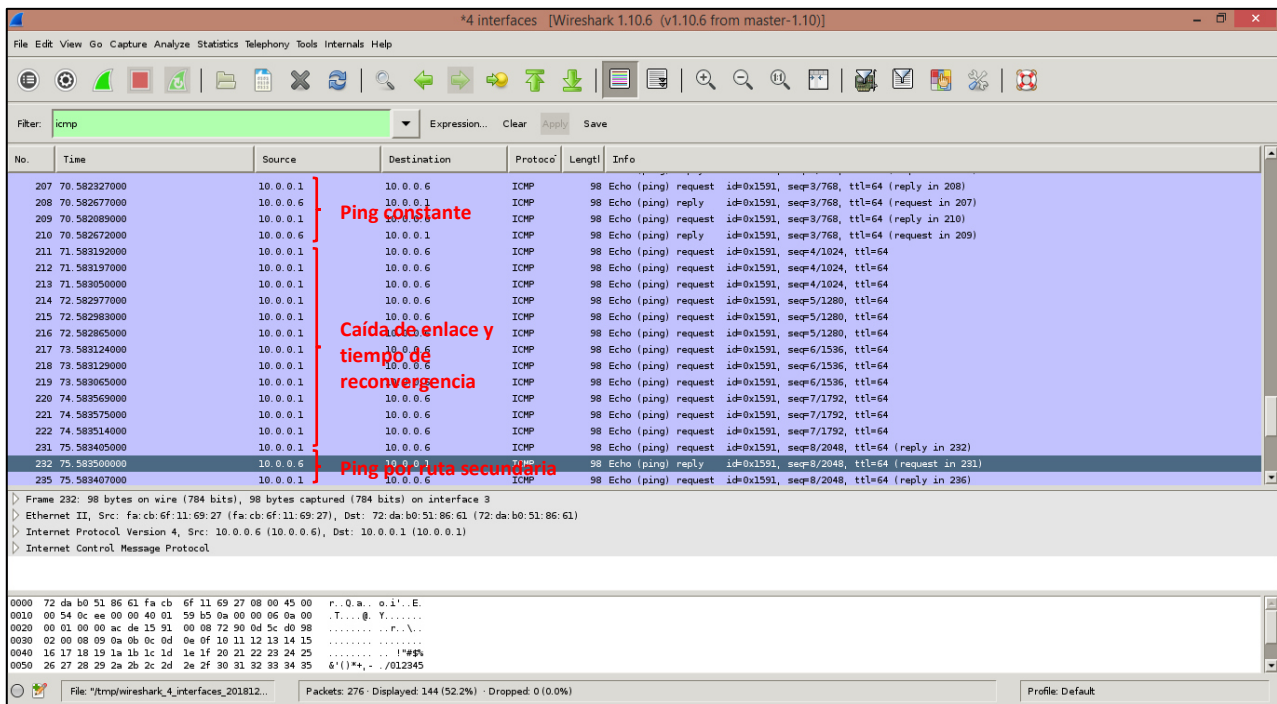 *4 interfaces [Wireshark 1.10.6 (v1.10.6 from master-1.10)]
File Edit View Go Capture Analyze Statistics Telephony Tools Internals Help
Filter: icmp Expression... Clear Apply Save
No. Time Source Destination Protoco Lengtl Info
207 70.582327000 10.0.0.1 10.0.0.6 ICMP 98 Echo (ping) request id=0x1591, seq=3/768, ttl=64 (reply in 208)
208 70.582677000 10.0.0.6 10.0.0.1 ICMP 98 Echo (ping) reply id=0x1591, seq=3/768, ttl=64 (request in 207)
Ping constante
209 70.582089000 10.0.0.1 10.0.0.6 ICMP 98 Echo (ping) request id=0x1591, seq=3/768, ttl=64 (reply in 210)
210 70.582672000 10.0.0.6 10.0.0.1 ICMP 98 Echo (ping) reply id=0x1591, seq=3/768, ttl=64 (request in 209)
211 71.583192000 10.0.0.1 10.0.0.6 ICMP 98 Echo (ping) request id=0x1591, seq=4/1024, ttl=64
212 71.583197000 10.0.0.1 10.0.0.6 ICMP 98 Echo (ping) request id=0x1591, seq=4/1024, ttl=64
213 71.583050000 10.0.0.1 10.0.0.6 ICMP 98 Echo (ping) request id=0x1591, seq=4/1024, ttl=64
214 72.582977000 10.0.0.1 10.0.0.6 ICMP 98 Echo (ping) request id=0x1591, seq=5/1280, ttl=64
215 72.582983000 10.0.0.1 10.0.0.6 ICMP 98 Echo (ping) request id=0x1591, seq=5/1280, ttl=64
216 72.582865000 10.0.0.1 10.0.0.6 ICMP 98 Echo (ping) request id=0x1591, seq=5/1280, ttl=64
Caída de enlace y
217 73.583124000 10.0.0.1 10.0.0.6 ICMP 98 Echo (ping) request id=0x1591, seq=6/1536, ttl=64
tiempo de
218 73.583129000 10.0.0.1 10.0.0.6 ICMP 98 Echo (ping) request id=0x1591, seq=6/1536, ttl=64
219 73.583065000 10.0.0.1 10.0.0.6 ICMP 98 Echo (ping) request id=0x1591, seq=6/1536, ttl=64
reconvergencia
220 74.583569000 10.0.0.1 10.0.0.6 ICMP 98 Echo (ping) request id=0x1591, seq=7/1792, ttl=64
221 74.583575000 10.0.0.1 10.0.0.6 ICMP 98 Echo (ping) request id=0x1591, seq=7/1792, ttl=64
222 74.583514000 10.0.0.1 10.0.0.6 ICMP 98 Echo (ping) request id=0x1591, seq=7/1792, ttl=64
231 75.583405000 10.0.0.1 10.0.0.6 ICMP 98 Echo (ping) request id=0x1591, seq=8/2048, ttl=64 (reply in 232)
232 75.583500000 10.0.0.6 10.0.0.1 ICMP 98 Echo (ping) reply id=0x1591, seq=8/2048, ttl=64 (request in 231)
Ping por ruta secundaria
235 75.583407000 10.0.0.1 10.0.0.6 ICMP 98 Echo (ping) request id=0x1591, seq=8/2048, ttl=64 (reply in 236)
Frame 232: 98 bytes on wire (784 bits), 98 bytes captured (784 bits) on interface 3
Ethernet II, Src: fa:cb:6f:11:69:27 (fa:cb:6f:11:69:27), Dst: 72:da:b0:51:86:61 (72:da:b0:51:86:61)
Internet Protocol Version 4, Src: 10.0.0.6 (10.0.0.6), Dst: 10.0.0.1 (10.0.0.1)
Internet Control Message Protocol
0000 72 da b0 51 86 61 fa cb 6f 11 69 27 08 00 45 00 r..Q.a.. o.i'..E.
0010 00 54 0c ee 00 00 40 01 59 b5 0a 00 00 06 0a 00 .T....@. Y.......
0020 00 01 00 00 ac de 15 91 00 08 72 90 0d 5c d0 98 ........ ..r..\..
0030 02 00 08 09 0a 0b 0c 0d 0e 0f 10 11 12 13 14 15 ........ ........
0040 16 17 18 19 1a 1b 1c 1d 1e 1f 20 21 22 23 24 25 ........ .. !"#$%
0050 26 27 28 29 2a 2b 2c 2d 2e 2f 30 31 32 33 34 35 &'()*+,- ./012345
File: "/tmp/wireshark_4_interfaces_201812... Packets: 276 · Displayed: 144 (52.2%) · Dropped: 0 (0.0%) Profile: Default